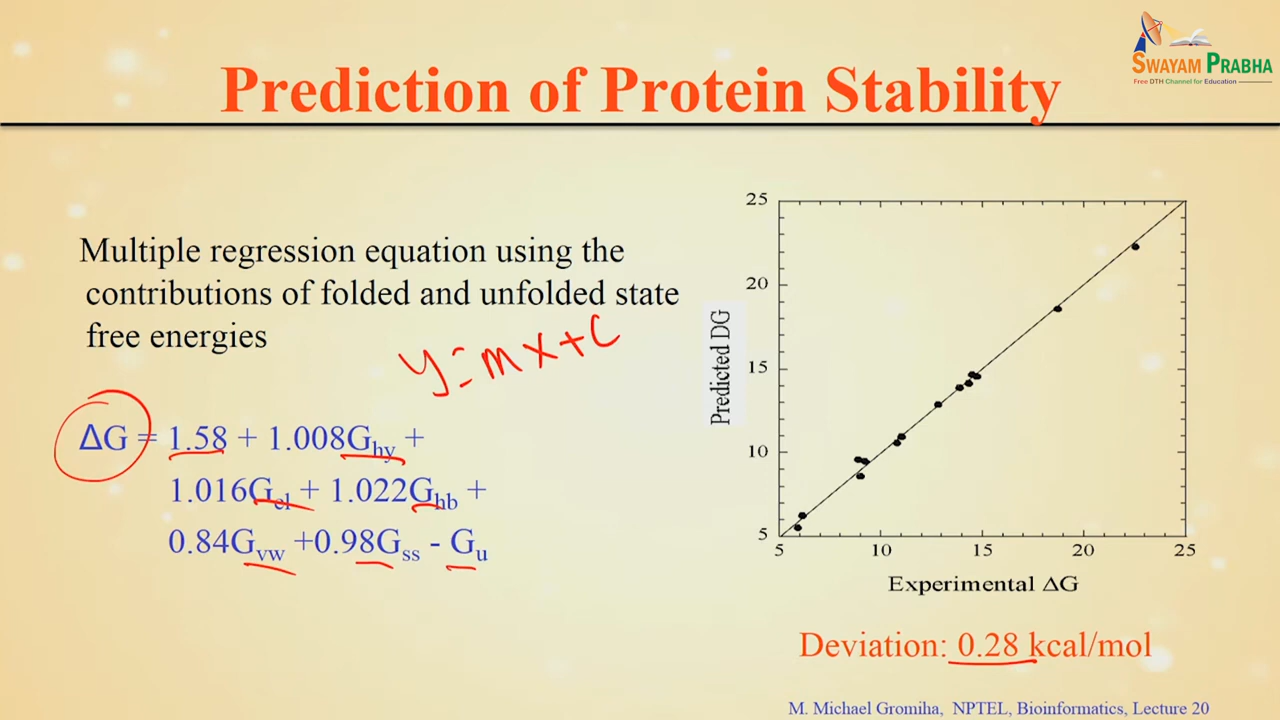 SWAYAM PRABHA
Free DTH Channel for Education
Prediction of Protein Stability
Multiple regression equation using the
contributions of folded and unfolded state
free energies
y=mx+c
ΔG = 1.58 + 1.008G_hy +
1.016G_el + 1.022G_hb +
0.84G_vw +0.98G_ss - G_u
25
20
15
10
5
Predicted DG
5 10 15 20 25
Experimental ΔG
Deviation: 0.28 kcal/mol
M. Michael Gromiha, NPTEL, Bioinformatics, Lecture 20